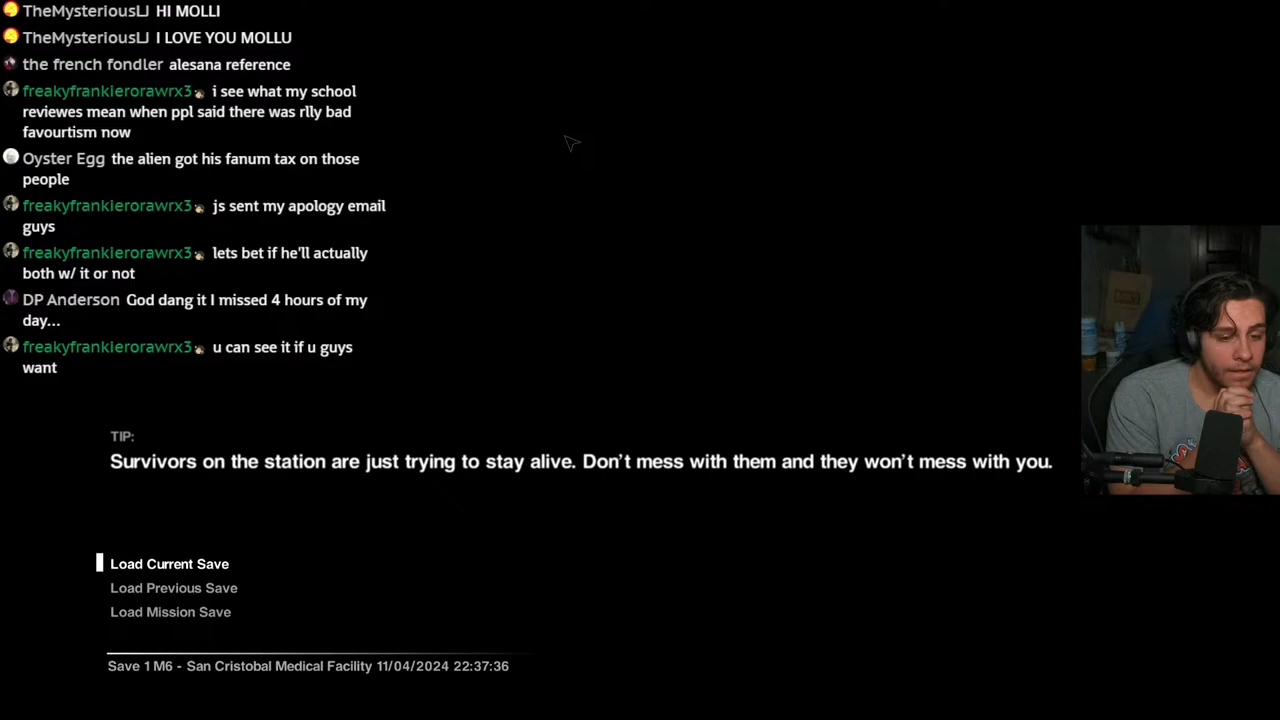 TheMysteriousLJ HI MOLLI
TheMysteriousLJ I LOVE YOU MOLLU
the french fondler alesana reference
freakyfrankierorawrx3 i see what my school
reviewes mean when ppl said there was rlly bad
favourtism now
Oyster Egg the alien got his fanum tax on those
people
freakyfrankierorawrx3 js sent my apology email
guys
freakyfrankierorawrx3 lets bet if he'll actually
both w/ it or not
DP Anderson God dang it I missed 4 hours of my
day...
freakyfrankierorawrx3 u can see it if u guys
want
TIP:
Survivors on the station are just trying to stay alive. Don't mess with them and they won't mess with you.
Load Current Save
Load Previous Save
Load Mission Save
Save 1 M6 - San Cristobal Medical Facility 11/04/2024 22:37:36